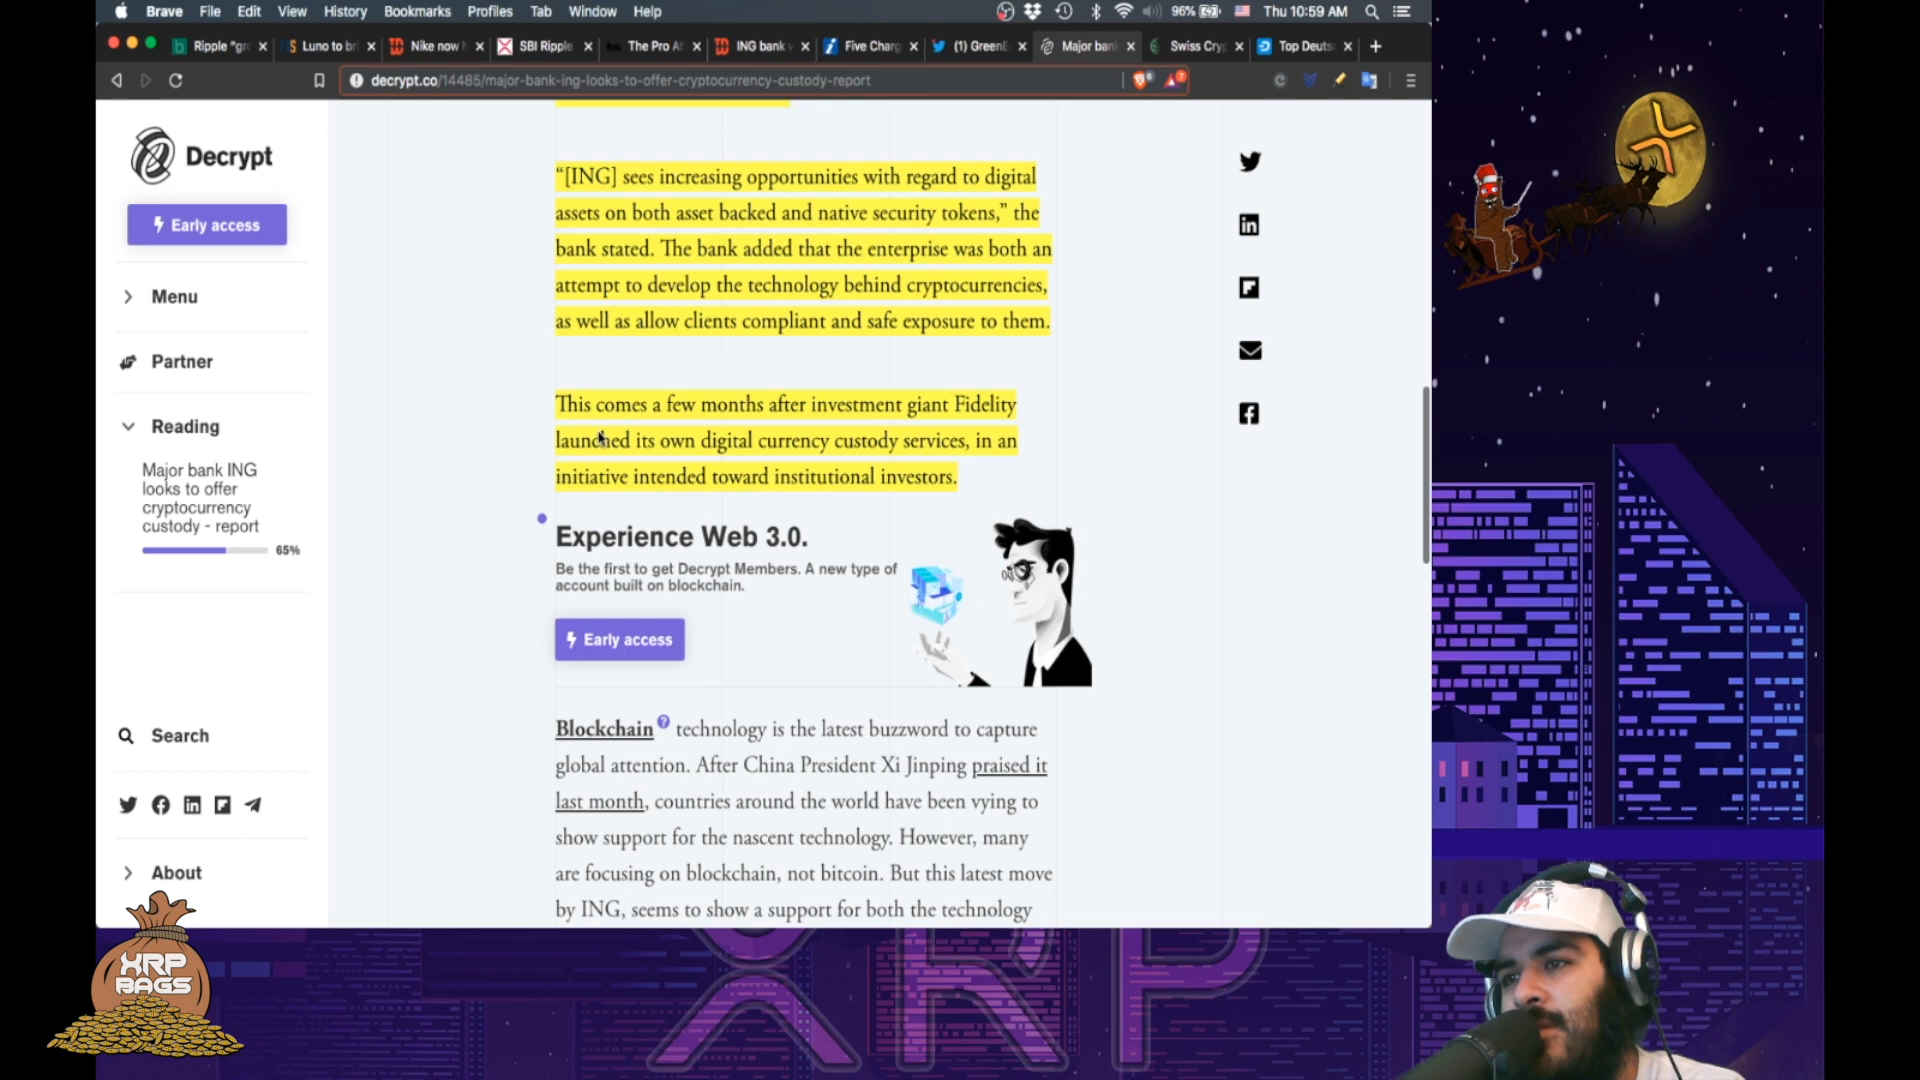 Brave File Edit View History Bookmarks Profiles Tab Window Help 96% Thu 10:59 AM
Ripple "gr Luno to br Nike now SBI Ripple The Pro A ING bank Five Charg (1) Green Major ban Swiss Cry Top Deuts
decrypt.co/14485/major-bank-ing-looks-to-offer-cryptocurrency-custody-report
Decrypt
Early access
Menu
Partner
Reading
Major bank ING
looks to offer
cryptocurrency
custody - report
65%
Search
About
“[ING] sees increasing opportunities with regard to digital
assets on both asset backed and native security tokens,” the
bank stated. The bank added that the enterprise was both an
attempt to develop the technology behind cryptocurrencies,
as well as allow clients compliant and safe exposure to them.
This comes a few months after investment giant Fidelity
launched its own digital currency custody services, in an
initiative intended toward institutional investors.
Experience Web 3.0.
Be the first to get Decrypt Members. A new type of
account built on blockchain.
Early access
Blockchain ? technology is the latest buzzword to capture
global attention. After China President Xi Jinping praised it
last month, countries around the world have been vying to
show support for the nascent technology. However, many
are focusing on blockchain, not bitcoin. But this latest move
by ING, seems to show a support for both the technology
XRP
BAGS
XRP